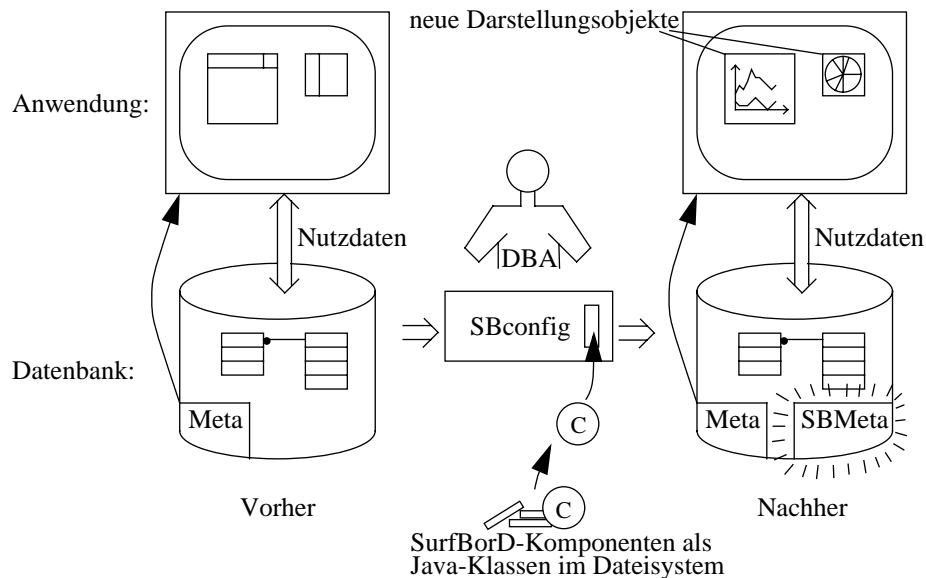 neue Darstellungsobjekte
Anwendung:
Nutzdaten
DBA
Nutzdaten
SBconfig
Datenbank:
Meta
C
Meta
SBMeta
Vorher
C
Nachher
SurfBorD-Komponenten als
Java-Klassen im Dateisystem